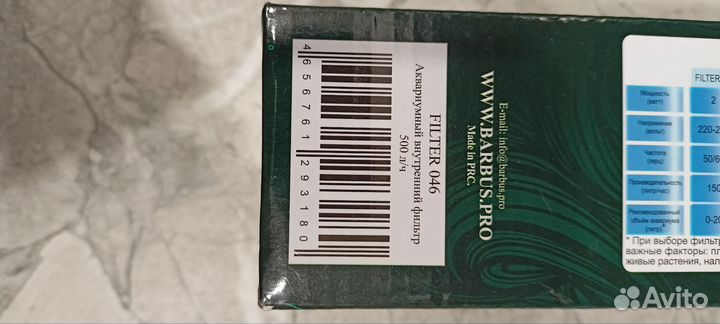 4 656761 293180
FILTER 046
Аквариумный внутренний фильтр
500 л/ч
WWW.BARBUS.PRO
E-mail: info@barbus.pro
Made in PRC.
FILTER
Мощность (ватт) 2
Напряжение (вольт) 220-2
Частота (герц) 50/6
Производительность (литр/час) 150
Рекомендованный объём аквариума (литр)* 0-20
* При выборе фильтр
важные факторы: пл
живые растения, нал
Avito